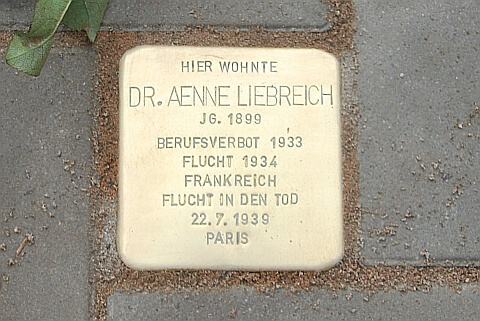 HIER WOHNTE
DR. AENNE LIEBREICH
JG. 1899
BERUFSVERBOT 1933
FLUCHT 1934
FRANKREICH
FLUCHT IN DEN TOD
22.7.1939
PARIS